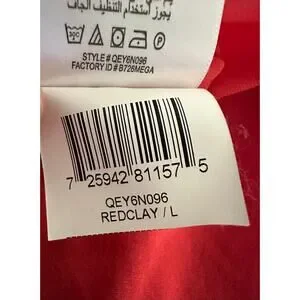 يجوز استخدام التنظيف الجاف
STYLE # QEY6N096
FACTORY ID # B726MEGA
7 25942 81157 5
QEY6N096
REDCLAY / L